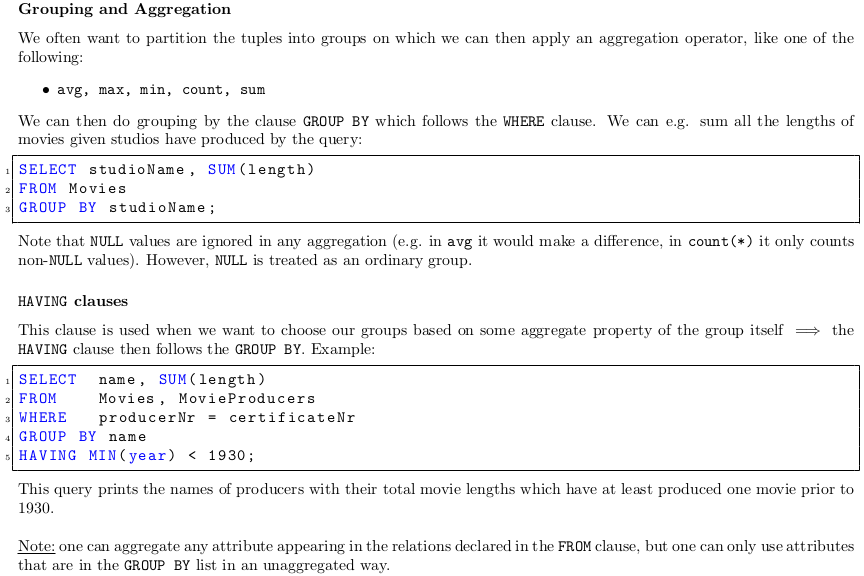 Grouping and Aggregation
We often want to partition the tuples into groups on which we can then apply an aggregation operator, like one of the
following:
• avg, max, min, count, sum
We can then do grouping by the clause GROUP BY which follows the WHERE clause. We can e.g. sum all the lengths of
movies given studios have produced by the query:
1 SELECT studioName, SUM(length)
2 FROM Movies
3 GROUP BY studioName;
Note that NULL values are ignored in any aggregation (e.g. in avg it would make a difference, in count(*) it only counts
non-NULL values). However, NULL is treated as an ordinary group.
HAVING clauses
This clause is used when we want to choose our groups based on some aggregate property of the group itself ⟹ the
HAVING clause then follows the GROUP BY. Example:
1 SELECT name, SUM(length)
2 FROM Movies, MovieProducers
3 WHERE producerNr = certificateNr
4 GROUP BY name
5 HAVING MIN(year) < 1930;
This query prints the names of producers with their total movie lengths which have at least produced one movie prior to
1930.
Note: one can aggregate any attribute appearing in the relations declared in the FROM clause, but one can only use attributes
that are in the GROUP BY list in an unaggregated way.